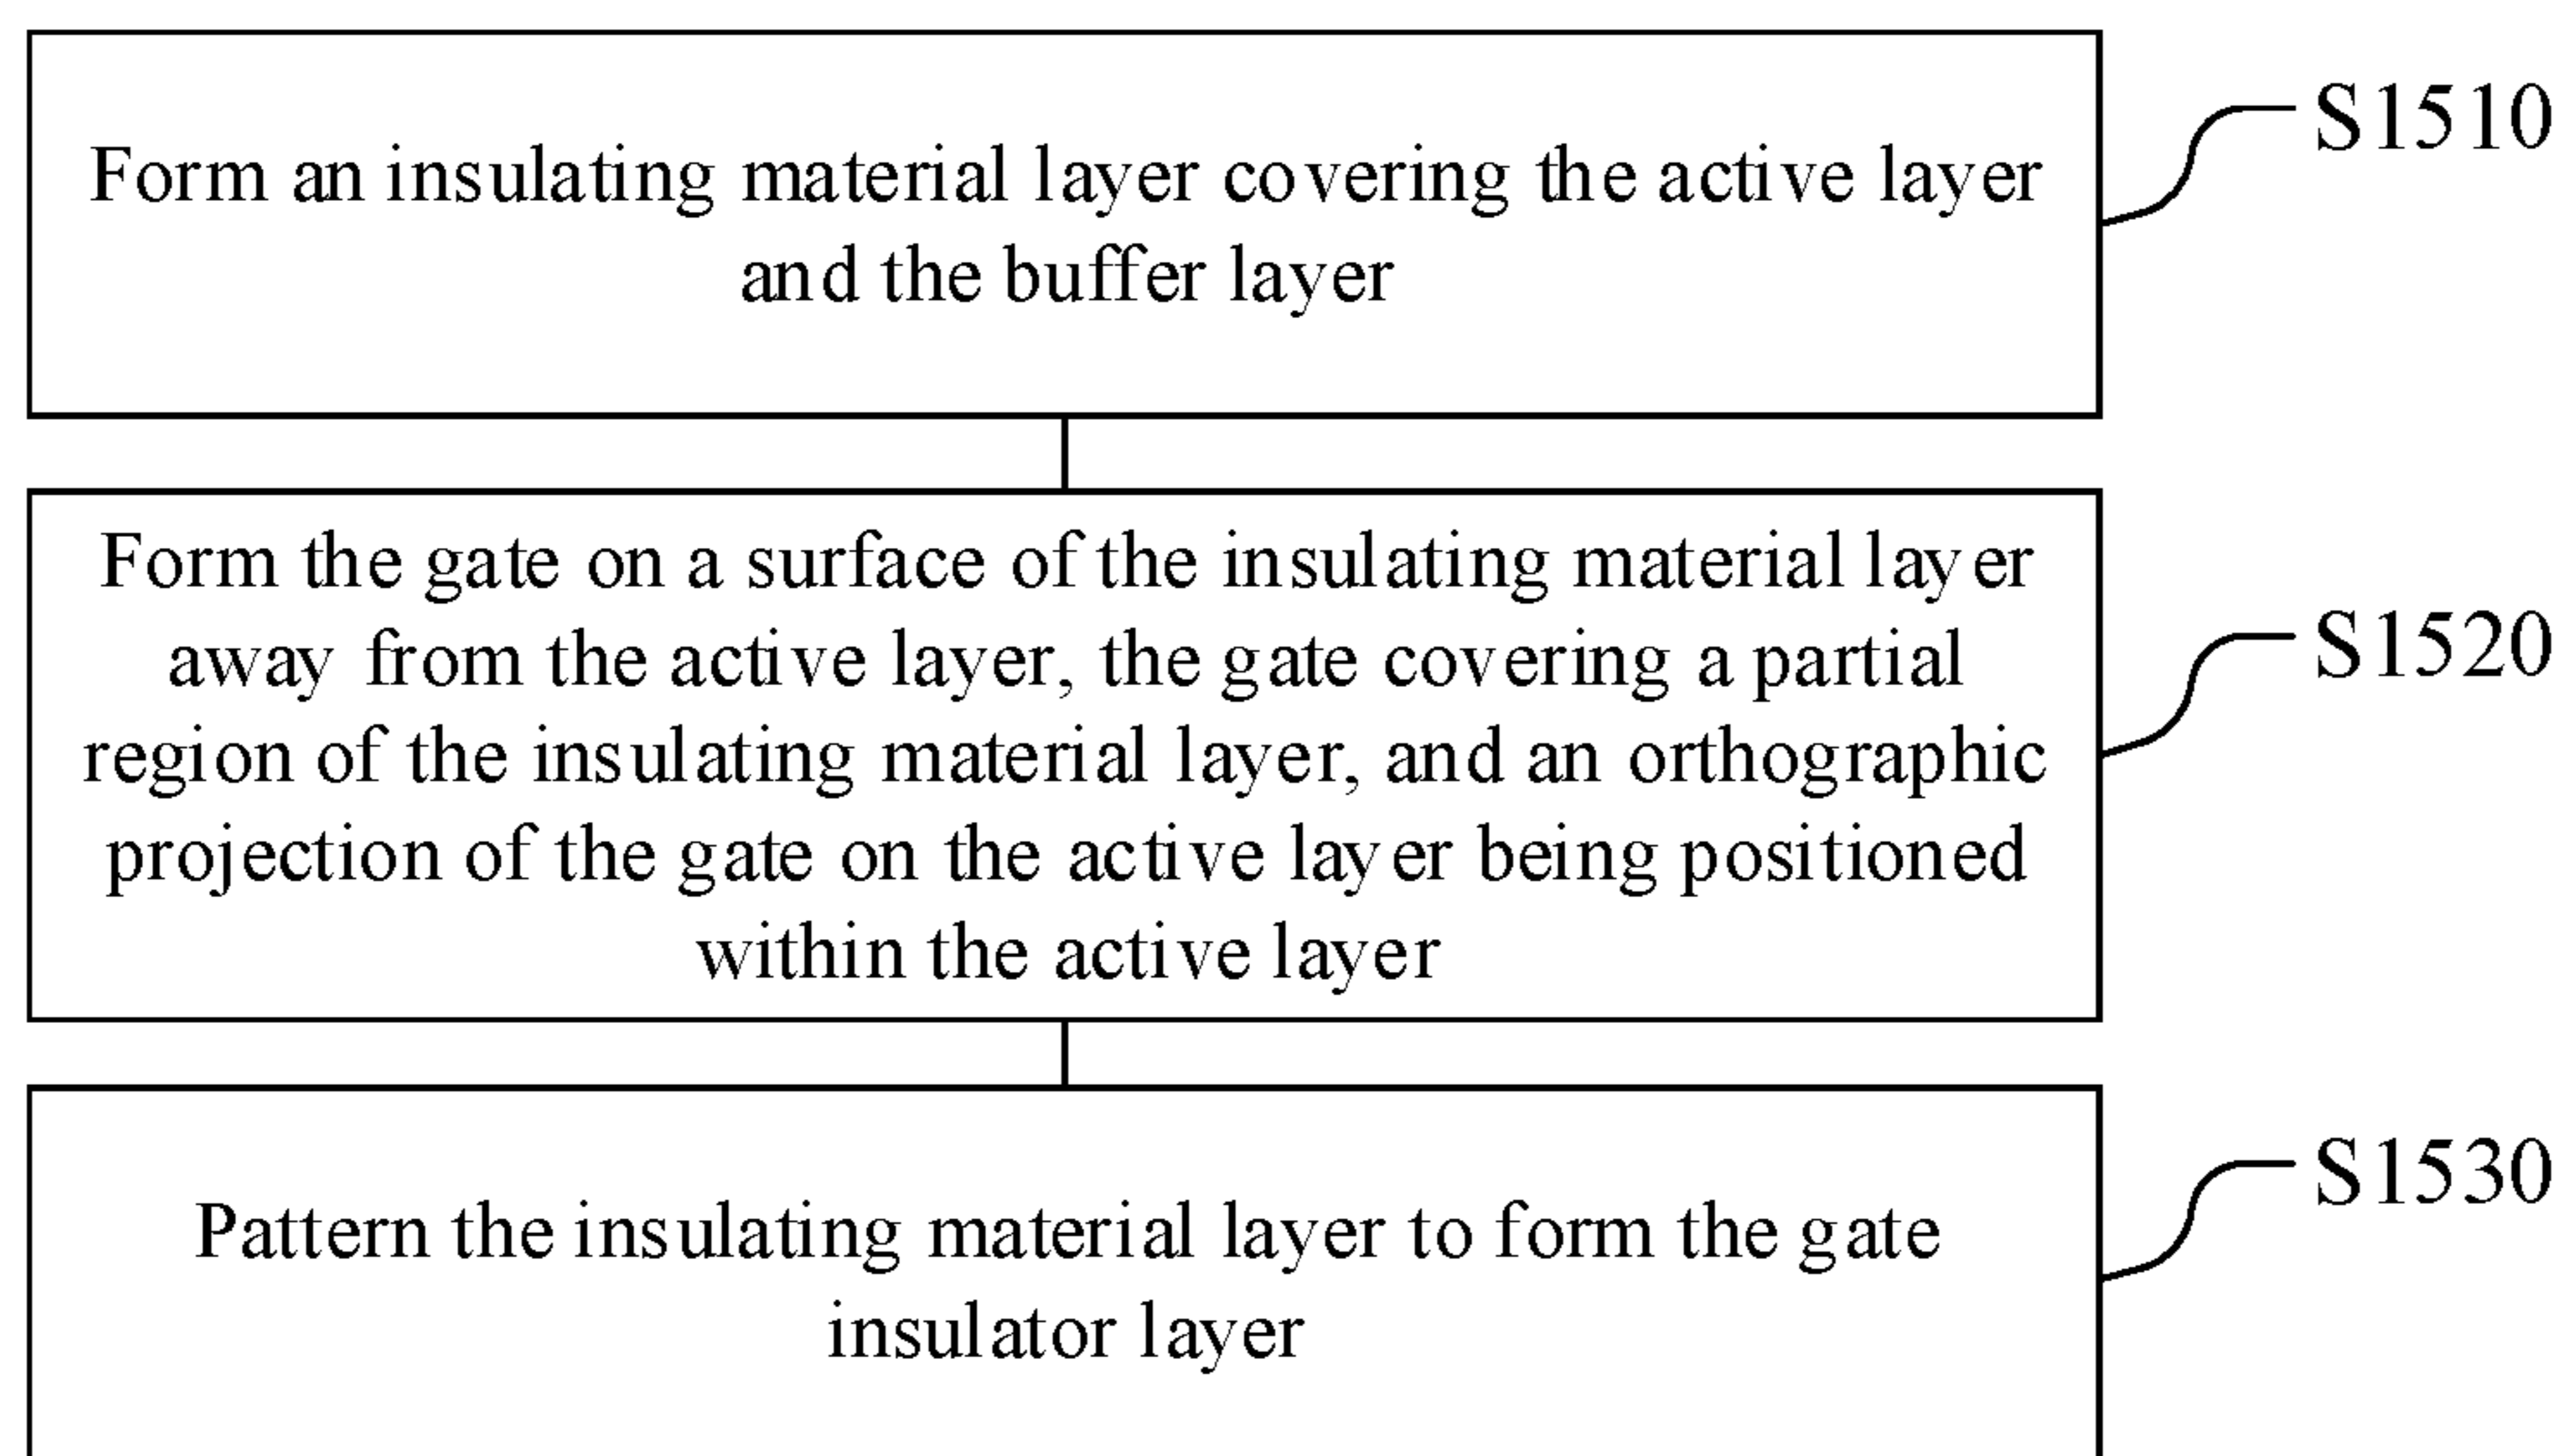 Form an insulating material layer covering the active layer
and the buffer layer
S1510
Form the gate on a surface of the insulating material layer
away from the active layer, the gate covering a partial
region of the insulating material layer, and an orthographic
projection of the gate on the active layer being positioned
within the active layer
S1520
Pattern the insulating material layer to form the gate
insulator layer
S1530